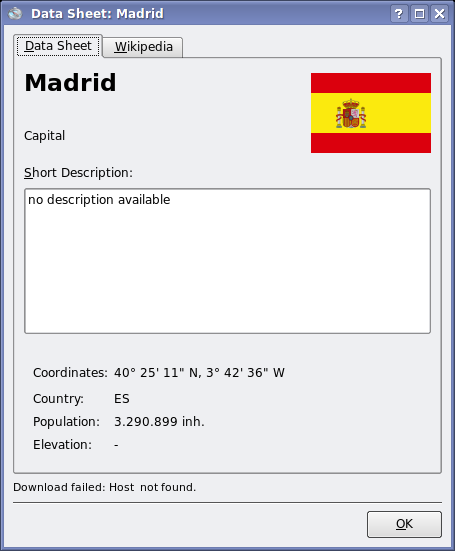 Data Sheet: Madrid
Data Sheet Wikipedia
Madrid
Capital
Short Description:
no description available
Coordinates: 40° 25' 11" N, 3° 42' 36" W
Country: ES
Population: 3.290.899 inh.
Elevation: -
Download failed: Host  not found.
OK